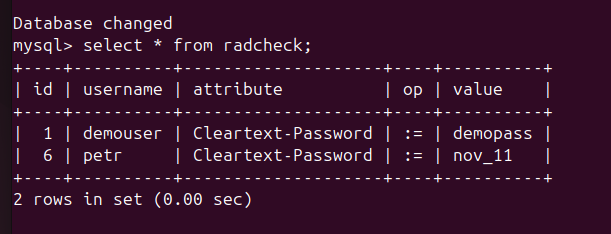 Database changed
mysql> select * from radcheck;
+----+----------+--------------------+----+----------+
| id | username | attribute          | op | value    |
+----+----------+--------------------+----+----------+
|  1 | demouser | Cleartext-Password | := | demopass |
|  6 | petr     | Cleartext-Password | := | nov_11   |
+----+----------+--------------------+----+----------+
2 rows in set (0.00 sec)